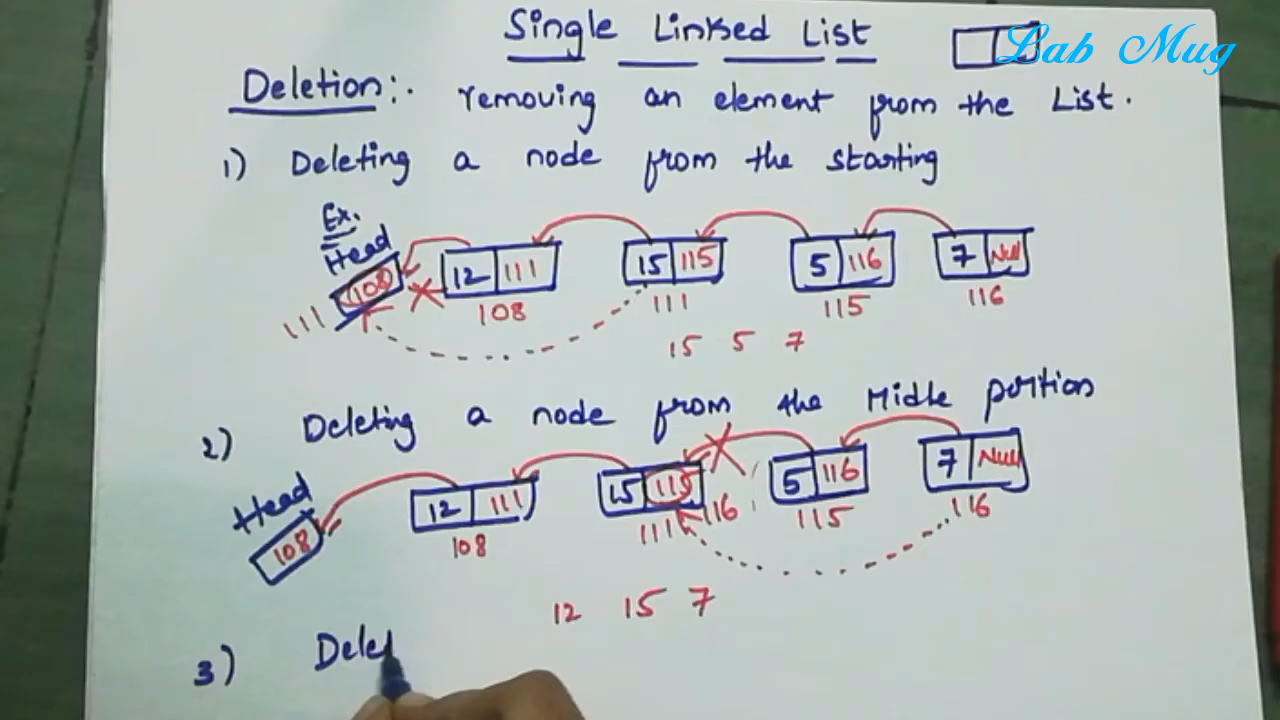 Single Linked List
Lab Mug
Deletion:. removing an element from the List.
1) Deleting a node from the starting
Ex.
Head
108 12 111 15 115 5 116 7 Null
111 108 111 115 116
15 5 7
2) Deleting a node from the Midle portion
Head
108 12 111 15 115 5 116 7 Null
108 111 116 115 116
12 15 7
3) Delet